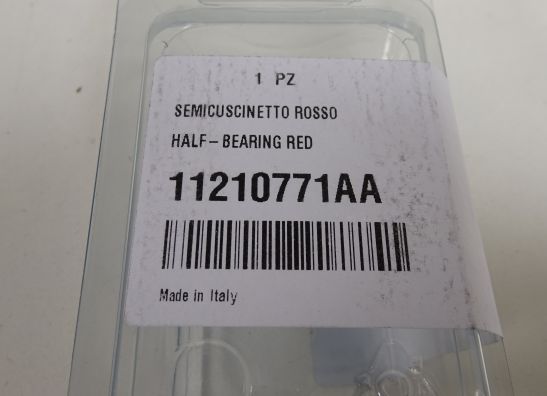 1 PZ
SEMICUSCINETTO ROSSO
HALF-BEARING RED
11210771AA
Made in Italy